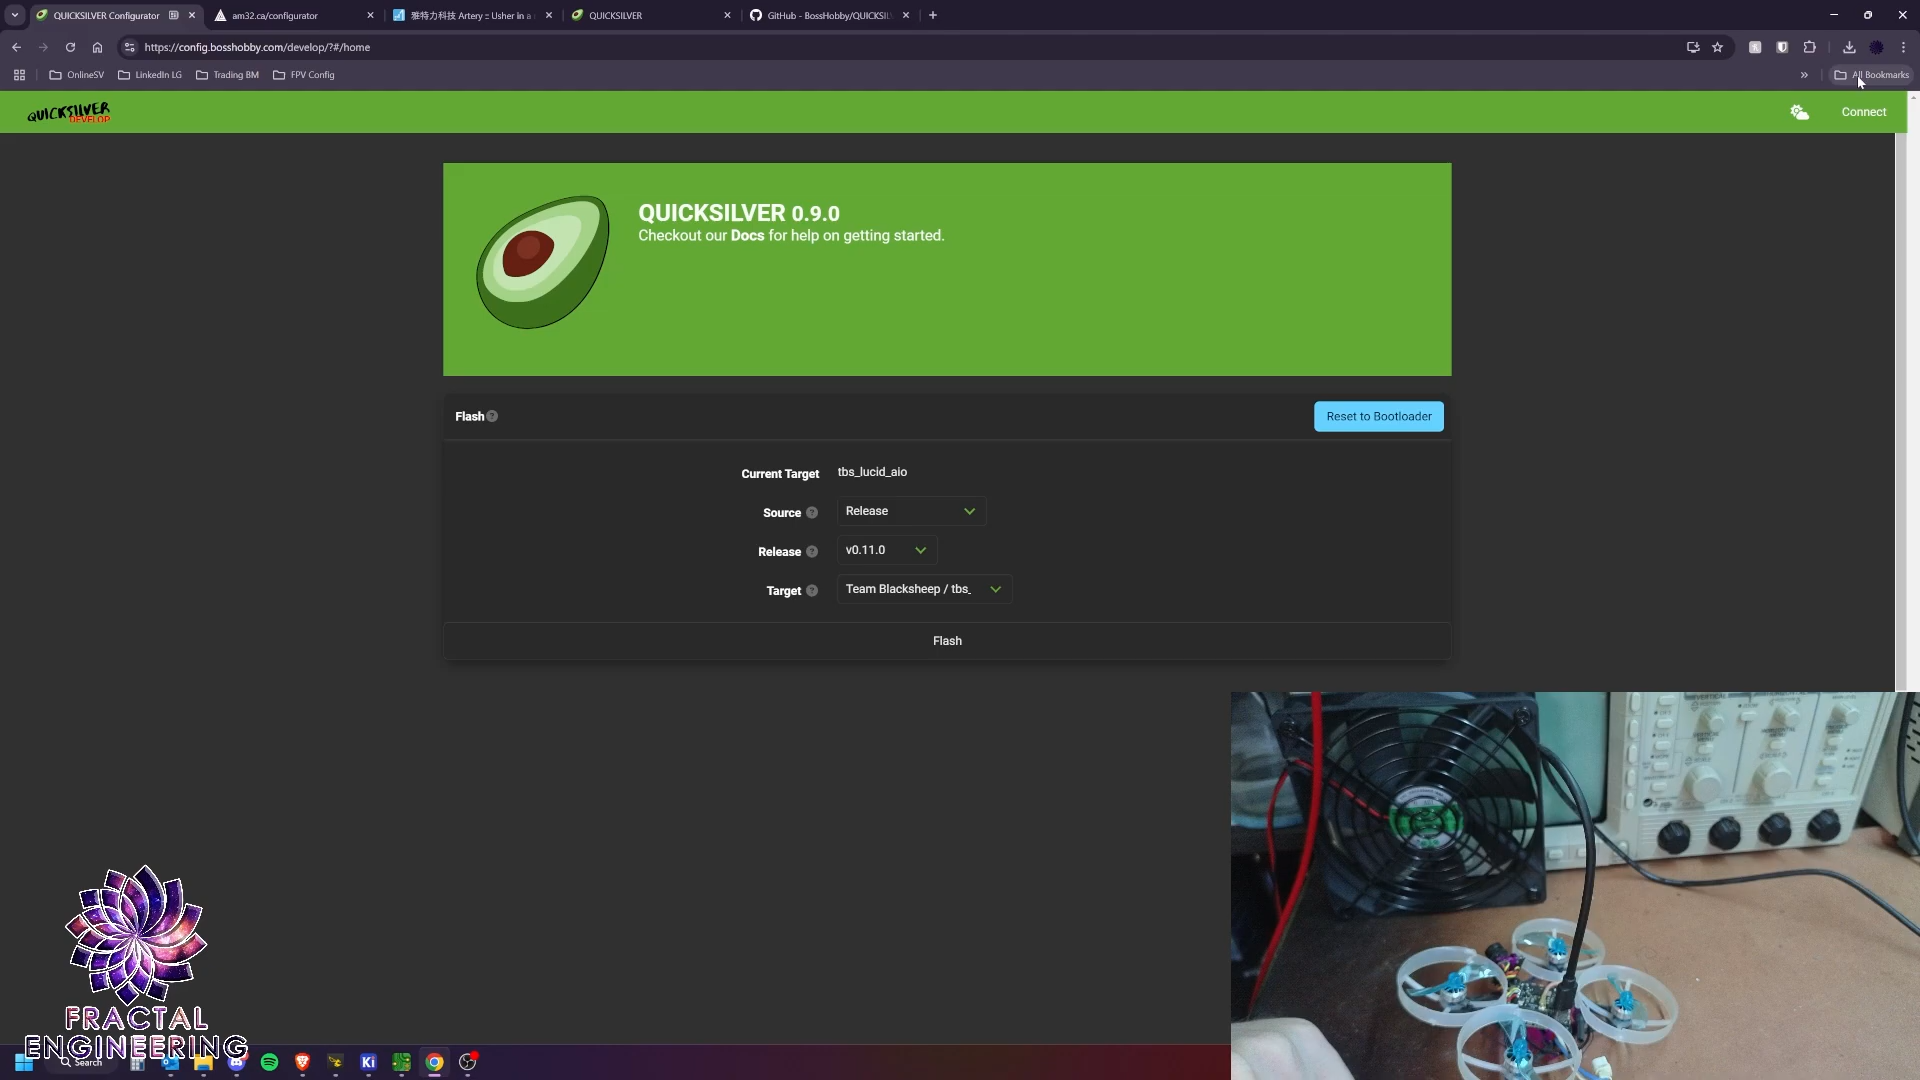 QUICKSILVER Configurator
am32.ca/configurator
雅特力科技 Artery :: Usher in a
QUICKSILVER
GitHub - BossHobby/QUICKSIL
https://config.bosshobby.com/develop/?#/home
OnlineSV
LinkedIn LG
Trading BM
FPV Config
All Bookmarks
QUICKSILVER
DEVELOP
Connect
QUICKSILVER 0.9.0
Checkout our Docs for help on getting started.
Flash
Reset to Bootloader
Current Target
tbs_lucid_aio
Source
Release
Release
v0.11.0
Target
Team Blacksheep / tbs_
Flash
FRACTAL
ENGINEERING
Search
Ki